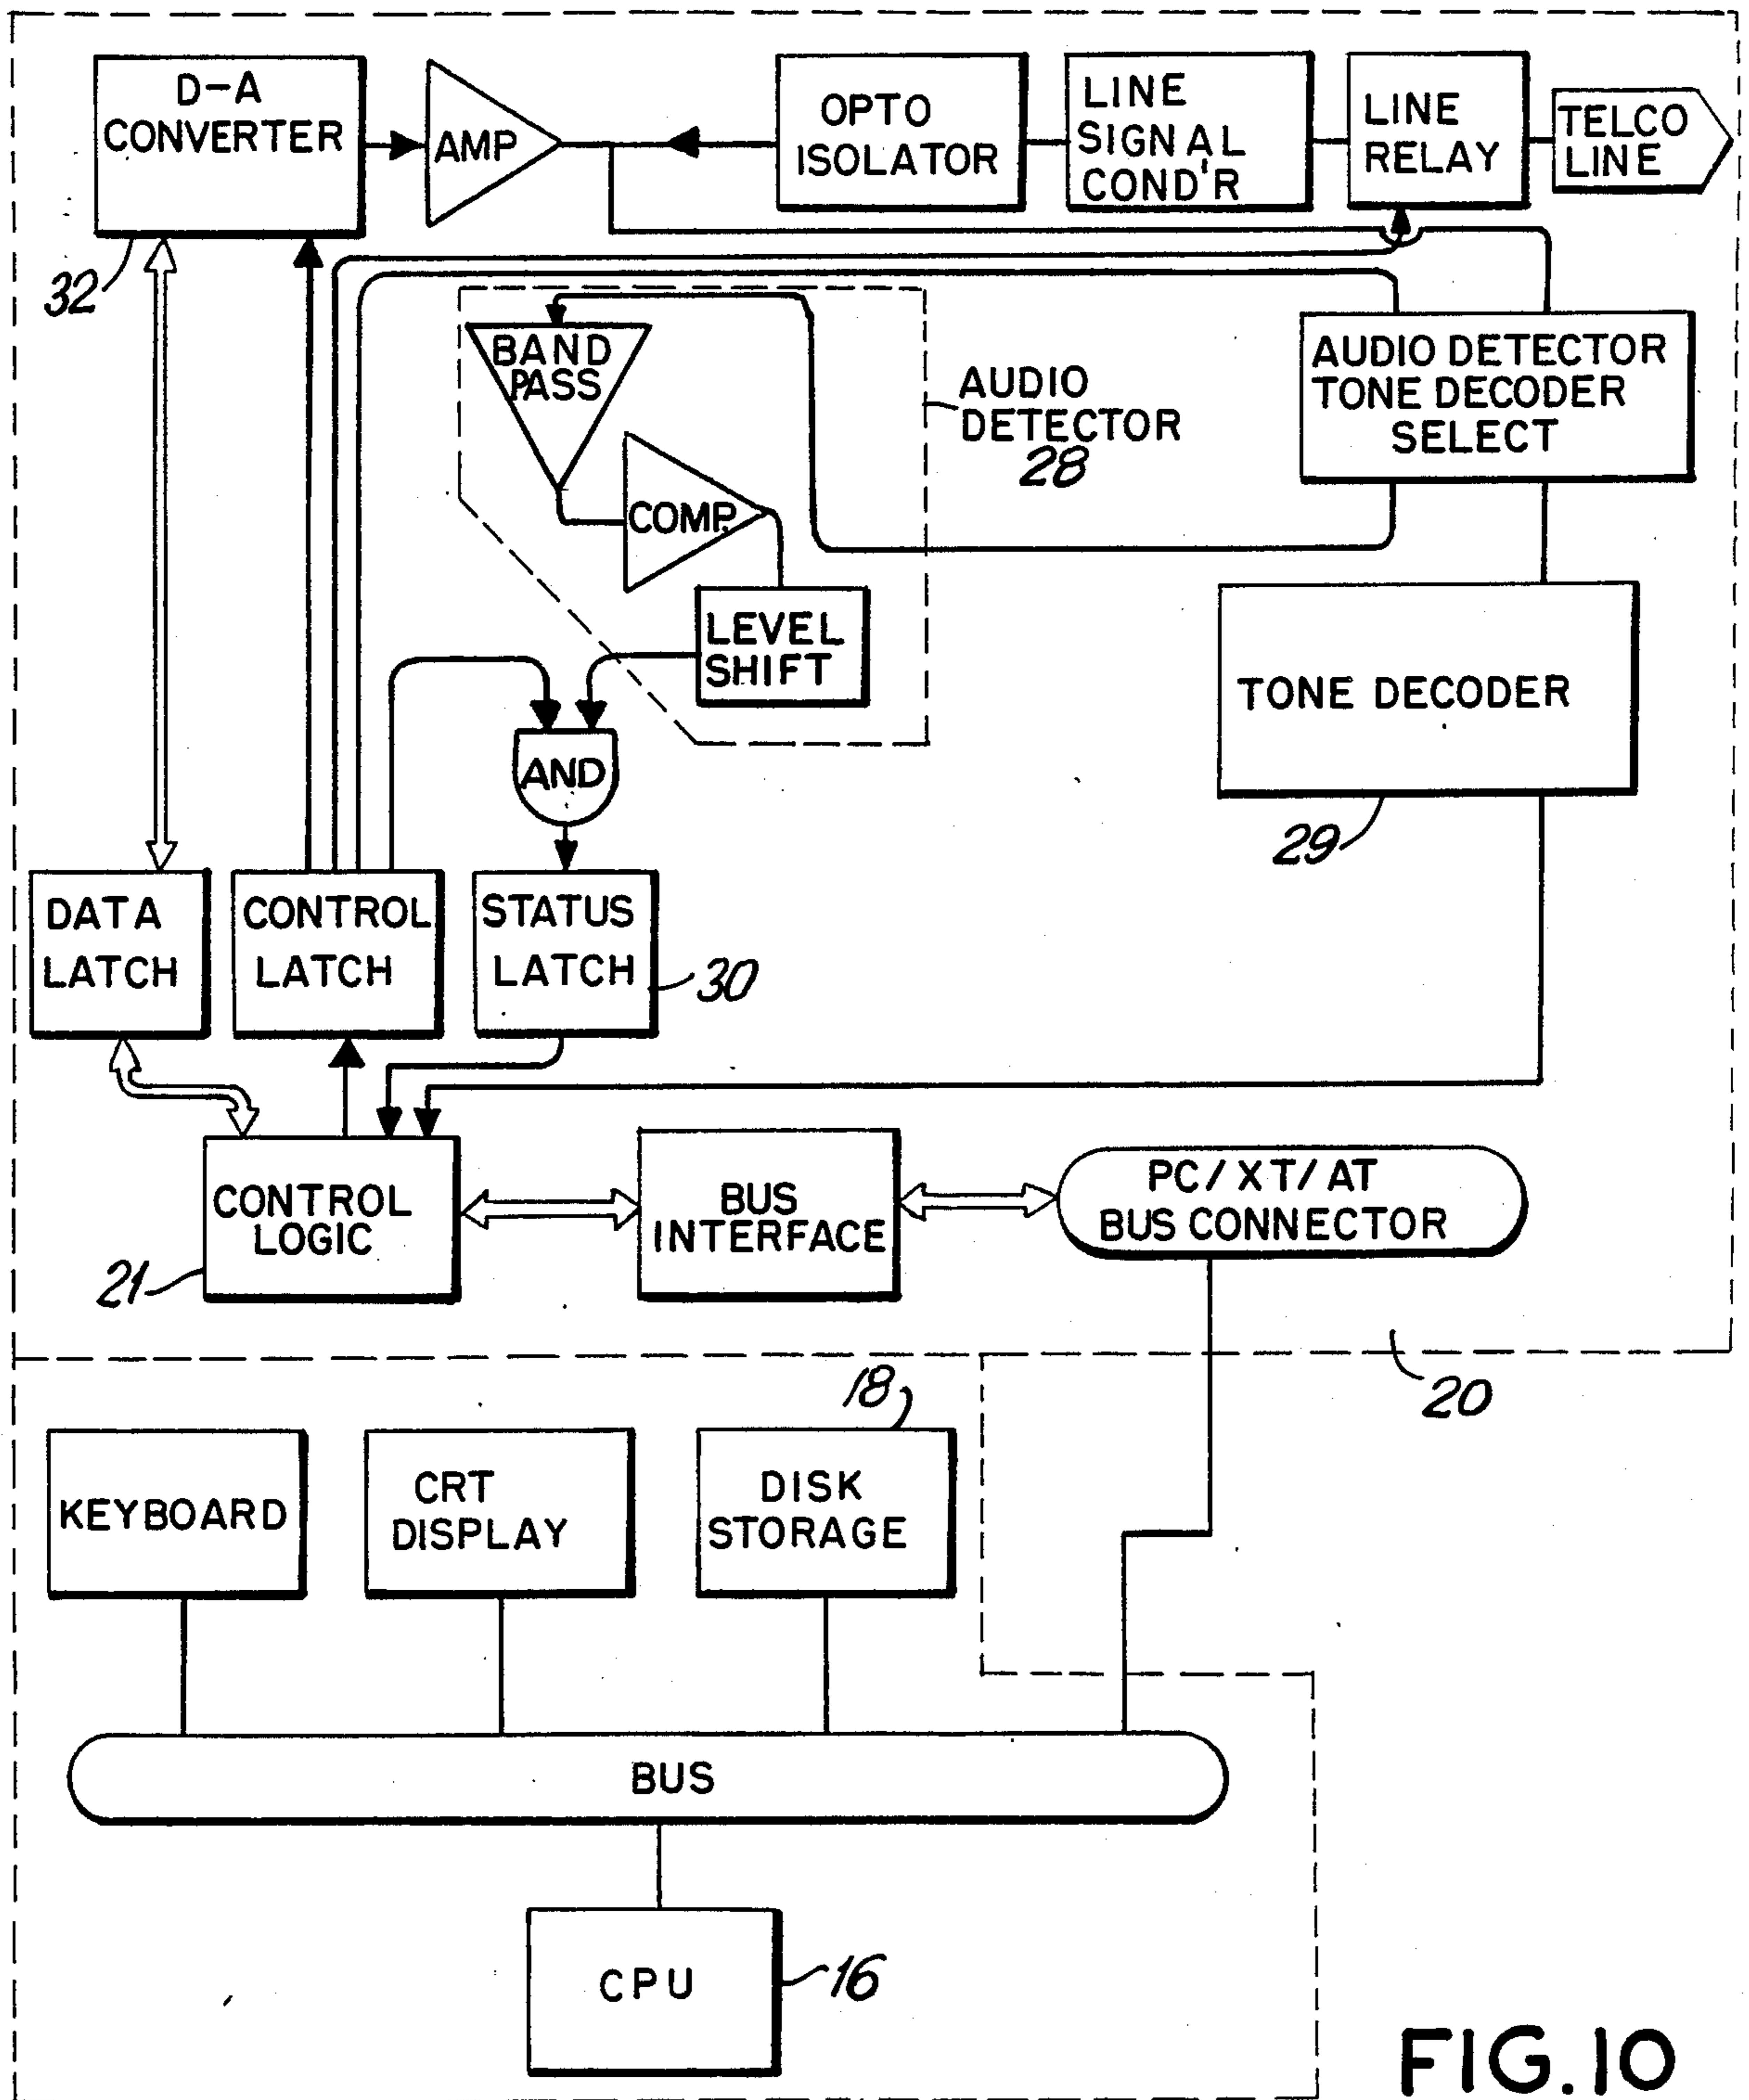 D-A
CONVERTER
AMP
OPTO
ISOLATOR
LINE
SIGNAL
COND'R
LINE
RELAY
TELCO
LINE
32
BAND
PASS
AUDIO
DETECTOR
28
AUDIO DETECTOR
TONE DECODER
SELECT
COMP.
LEVEL
SHIFT
TONE DECODER
AND
29
DATA
LATCH
CONTROL
LATCH
STATUS
LATCH
30
CONTROL
LOGIC
21
BUS
INTERFACE
PC/XT/AT
BUS CONNECTOR
20
18
KEYBOARD
CRT
DISPLAY
DISK
STORAGE
BUS
CPU
16
FIG.10